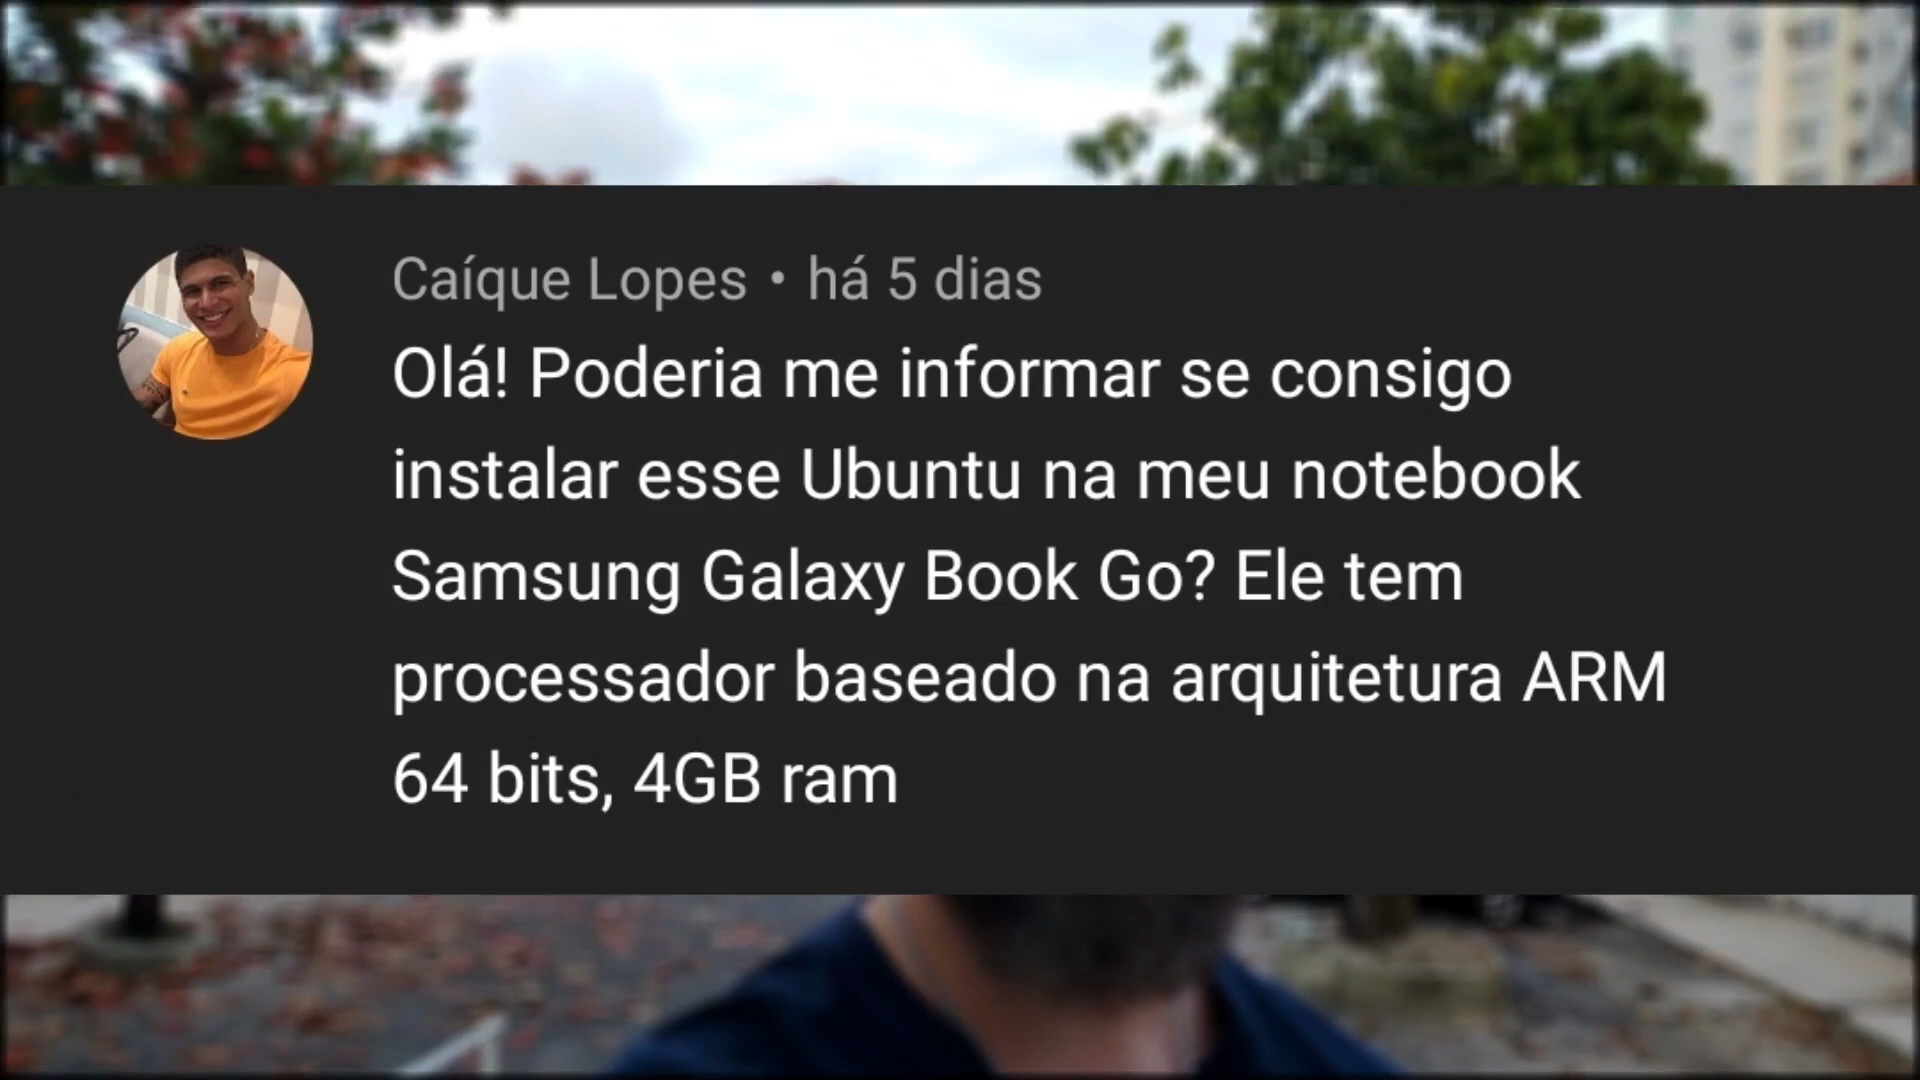 Caíque Lopes • há 5 dias
Olá! Poderia me informar se consigo
instalar esse Ubuntu na meu notebook
Samsung Galaxy Book Go? Ele tem
processador baseado na arquitetura ARM
64 bits, 4GB ram